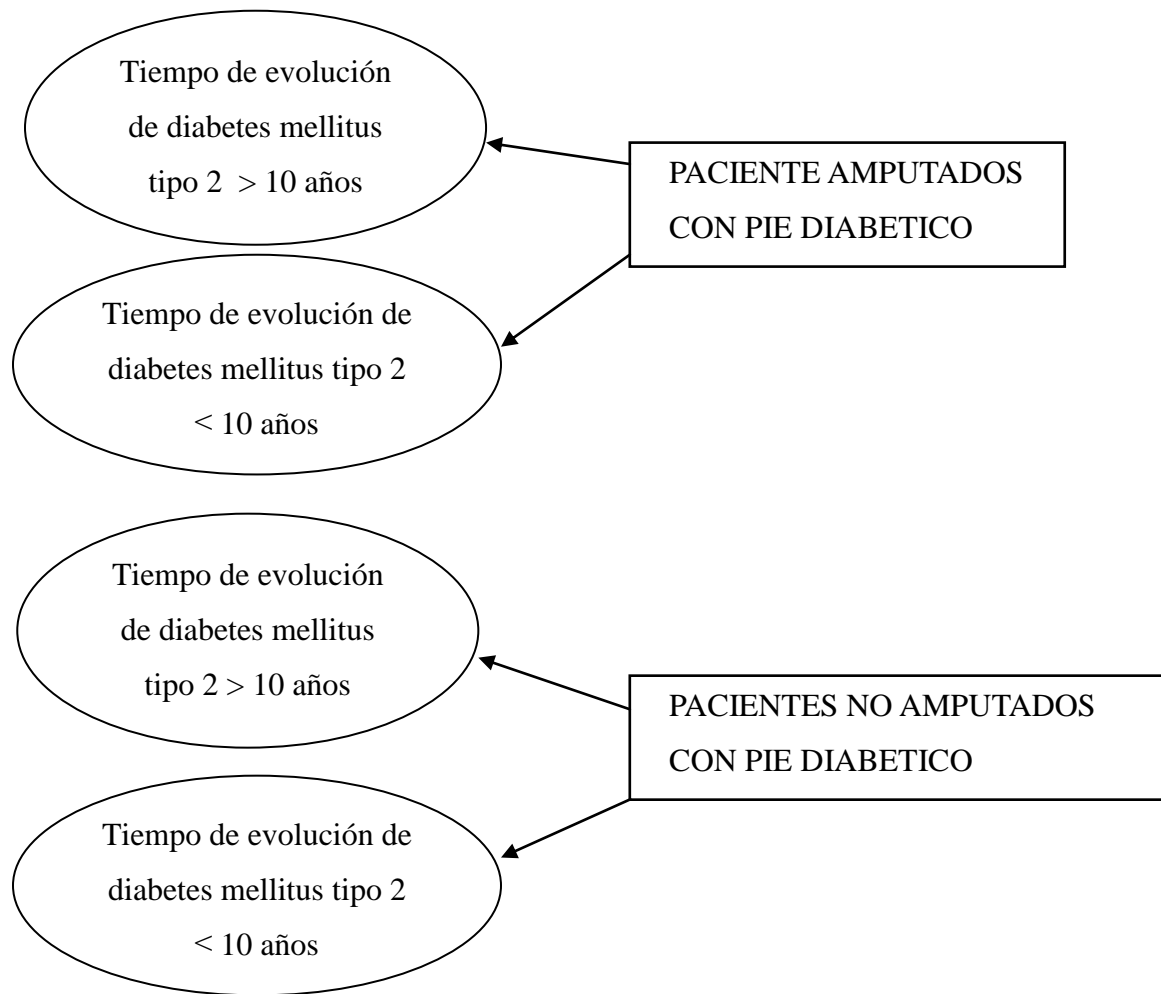 Tiempo de evolución
de diabetes mellitus
tipo 2  > 10 años
PACIENTE AMPUTADOS
CON PIE DIABETICO
Tiempo de evolución de
diabetes mellitus tipo 2
< 10 años
Tiempo de evolución
de diabetes mellitus
tipo 2 > 10 años
PACIENTES NO AMPUTADOS
CON PIE DIABETICO
Tiempo de evolución de
diabetes mellitus tipo 2
< 10 años